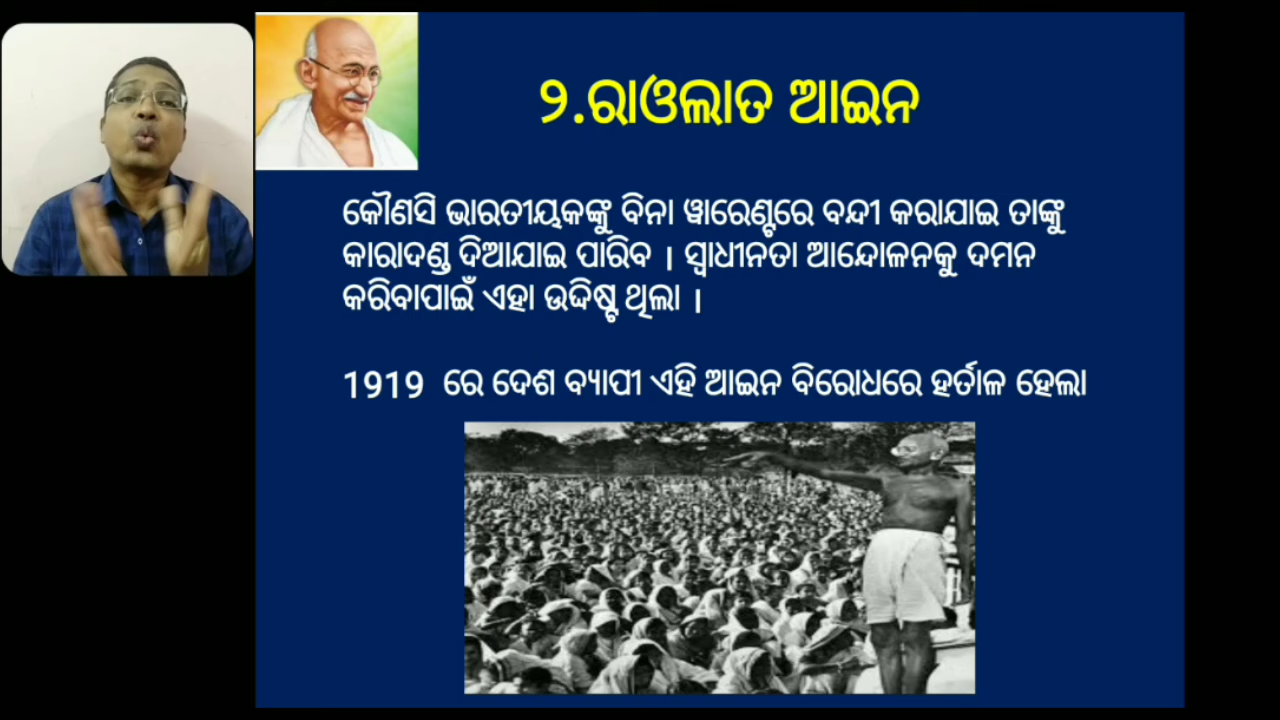 ୨.ରାଓଲାତ ଆଇନ
କୌଣସି ଭାରତୀୟକଙ୍କୁ ବିନା ୱାରେଣ୍ଟରେ ବନ୍ଦୀ କରାଯାଇ ତାଙ୍କୁ
କାରାଦଣ୍ଡ ଦିଆଯାଇ ପାରିବ । ସ୍ୱାଧୀନତା ଆନ୍ଦୋଳନକୁ ଦମନ
କରିବାପାଇଁ ଏହା ଉଦ୍ଦିଷ୍ଟ ଥିଲା ।
1919 ରେ ଦେଶ ବ୍ୟାପୀ ଏହି ଆଇନ ବିରୋଧରେ ହର୍ତାଳ ହେଲା